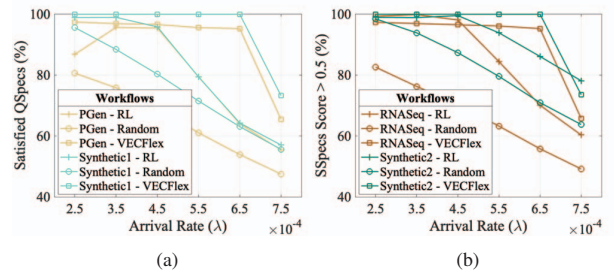 100
80
60
40
Satisfied QSpecs (%)
Workflows
PGen - RL
PGen - Random
PGen - VECFlex
Synthetic1 - RL
Synthetic1 - Random
Synthetic1 - VECFlex
2.5 3.5 4.5 5.5 6.5 7.5
Arrival Rate (λ) ×10⁻⁴
(a)
100
80
60
40
SSpecs Score > 0.5 (%)
Workflows
RNASeq - RL
RNASeq - Random
RNASeq - VECFlex
Synthetic2 - RL
Synthetic2 - Random
Synthetic2 - VECFlex
2.5 3.5 4.5 5.5 6.5 7.5
Arrival Rate (λ) ×10⁻⁴
(b)